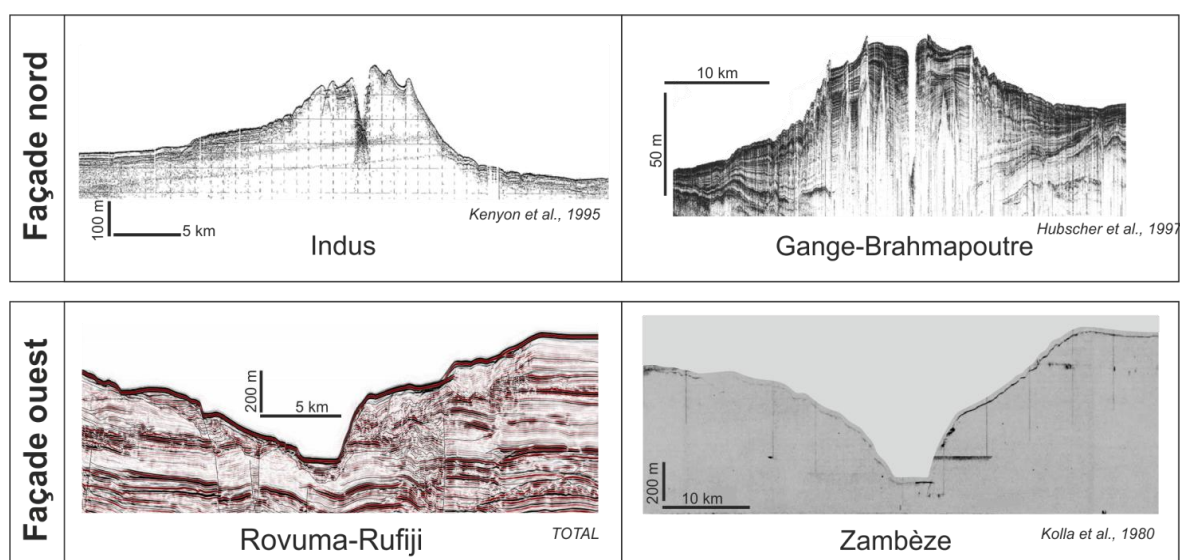 Façade nord
100 m
5 km
Kenyon et al., 1995
Indus
10 km
50 m
Hubscher et al., 1997
Gange-Brahmapoutre
Façade ouest
200 m
5 km
Rovuma-Rufiji
TOTAL
200 m
10 km
Zambèze
Kolla et al., 1980